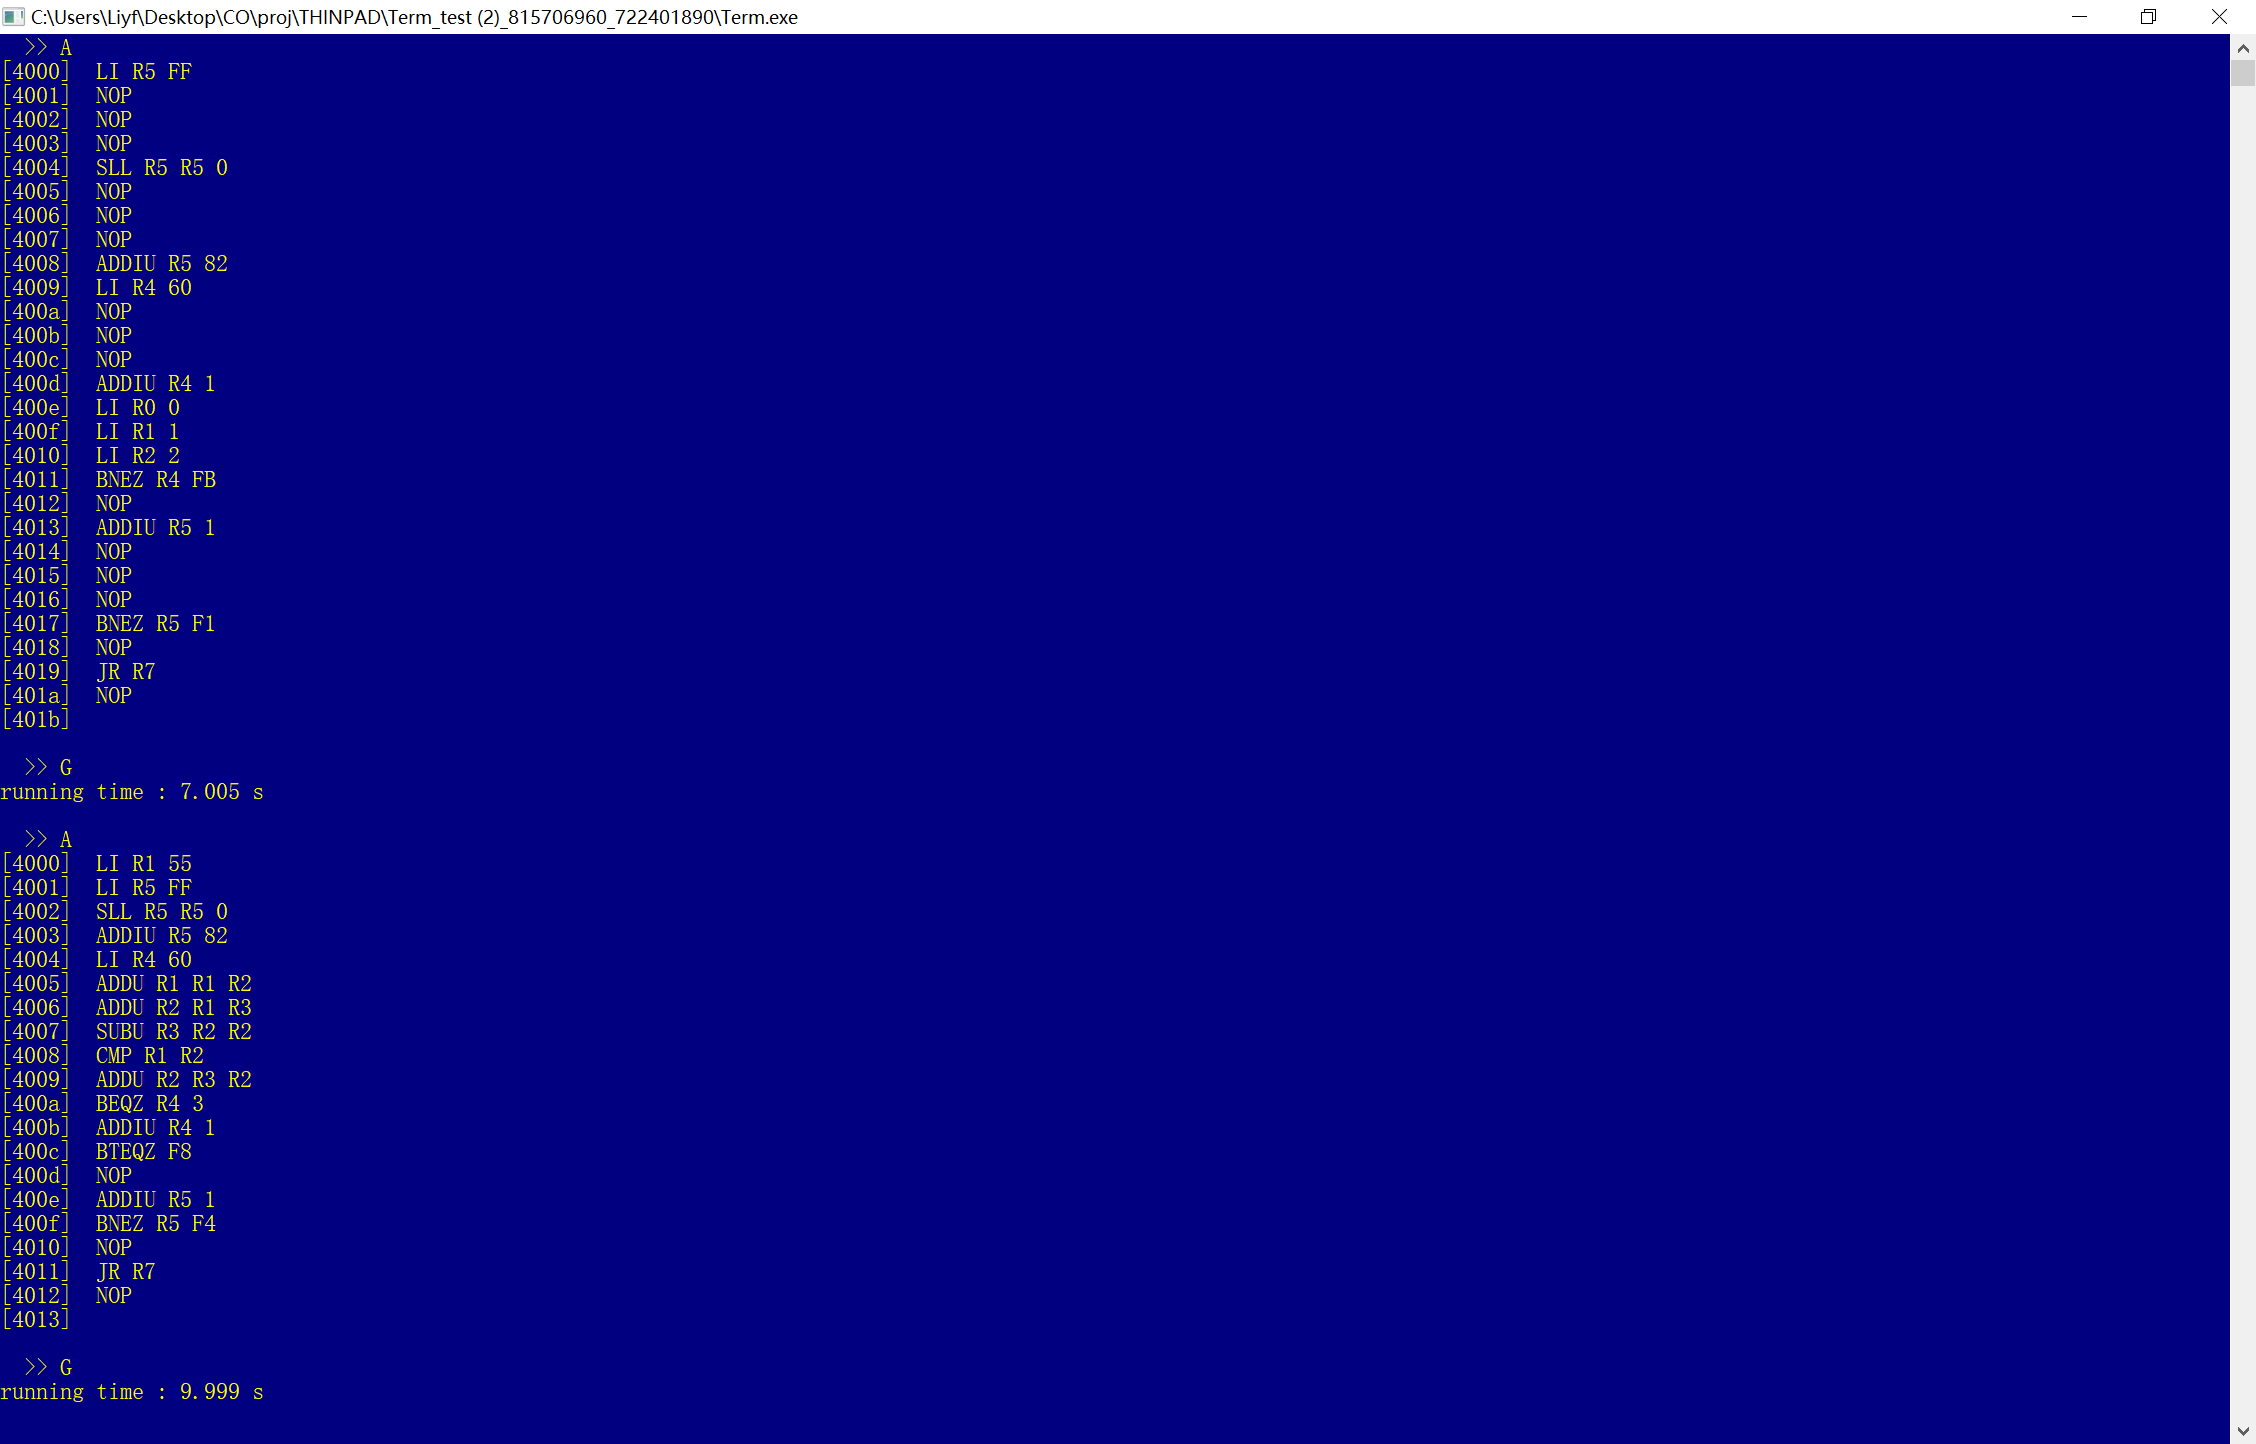 C:\Users\Liyf\Desktop\CO\proj\THINPAD\Term_test (2)_815706960_722401890\Term.exe
>> A
[4000] LI R5 FF
[4001] NOP
[4002] NOP
[4003] NOP
[4004] SLL R5 R5 0
[4005] NOP
[4006] NOP
[4007] NOP
[4008] ADDIU R5 82
[4009] LI R4 60
[400a] NOP
[400b] NOP
[400c] NOP
[400d] ADDIU R4 1
[400e] LI R0 0
[400f] LI R1 1
[4010] LI R2 2
[4011] BNEZ R4 FB
[4012] NOP
[4013] ADDIU R5 1
[4014] NOP
[4015] NOP
[4016] NOP
[4017] BNEZ R5 F1
[4018] NOP
[4019] JR R7
[401a] NOP
[401b]
>> G
running time : 7.005 s
>> A
[4000] LI R1 55
[4001] LI R5 FF
[4002] SLL R5 R5 0
[4003] ADDIU R5 82
[4004] LI R4 60
[4005] ADDU R1 R1 R2
[4006] ADDU R2 R1 R3
[4007] SUBU R3 R2 R2
[4008] CMP R1 R2
[4009] ADDU R2 R3 R2
[400a] BEQZ R4 3
[400b] ADDIU R4 1
[400c] BTEQZ F8
[400d] NOP
[400e] ADDIU R5 1
[400f] BNEZ R5 F4
[4010] NOP
[4011] JR R7
[4012] NOP
[4013]
>> G
running time : 9.999 s